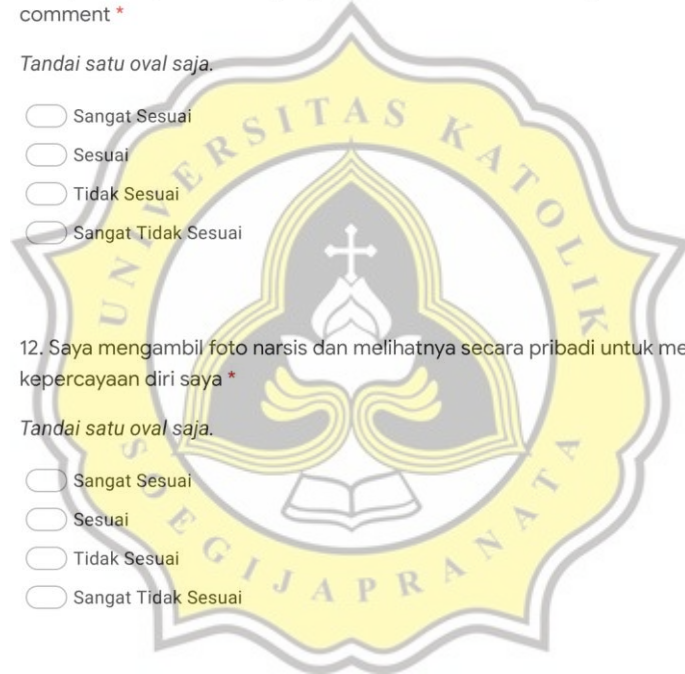 comment *
Tandai satu oval saja.
Sangat Sesuai
Sesuai
Tidak Sesuai
Sangat Tidak Sesuai
12. Saya mengambil foto narsis dan melihatnya secara pribadi untuk me
kepercayaan diri saya *
Tandai satu oval saja.
Sangat Sesuai
Sesuai
Tidak Sesuai
Sangat Tidak Sesuai
UNIVERSITAS KATOLIK
SOEGIJAPRANATA